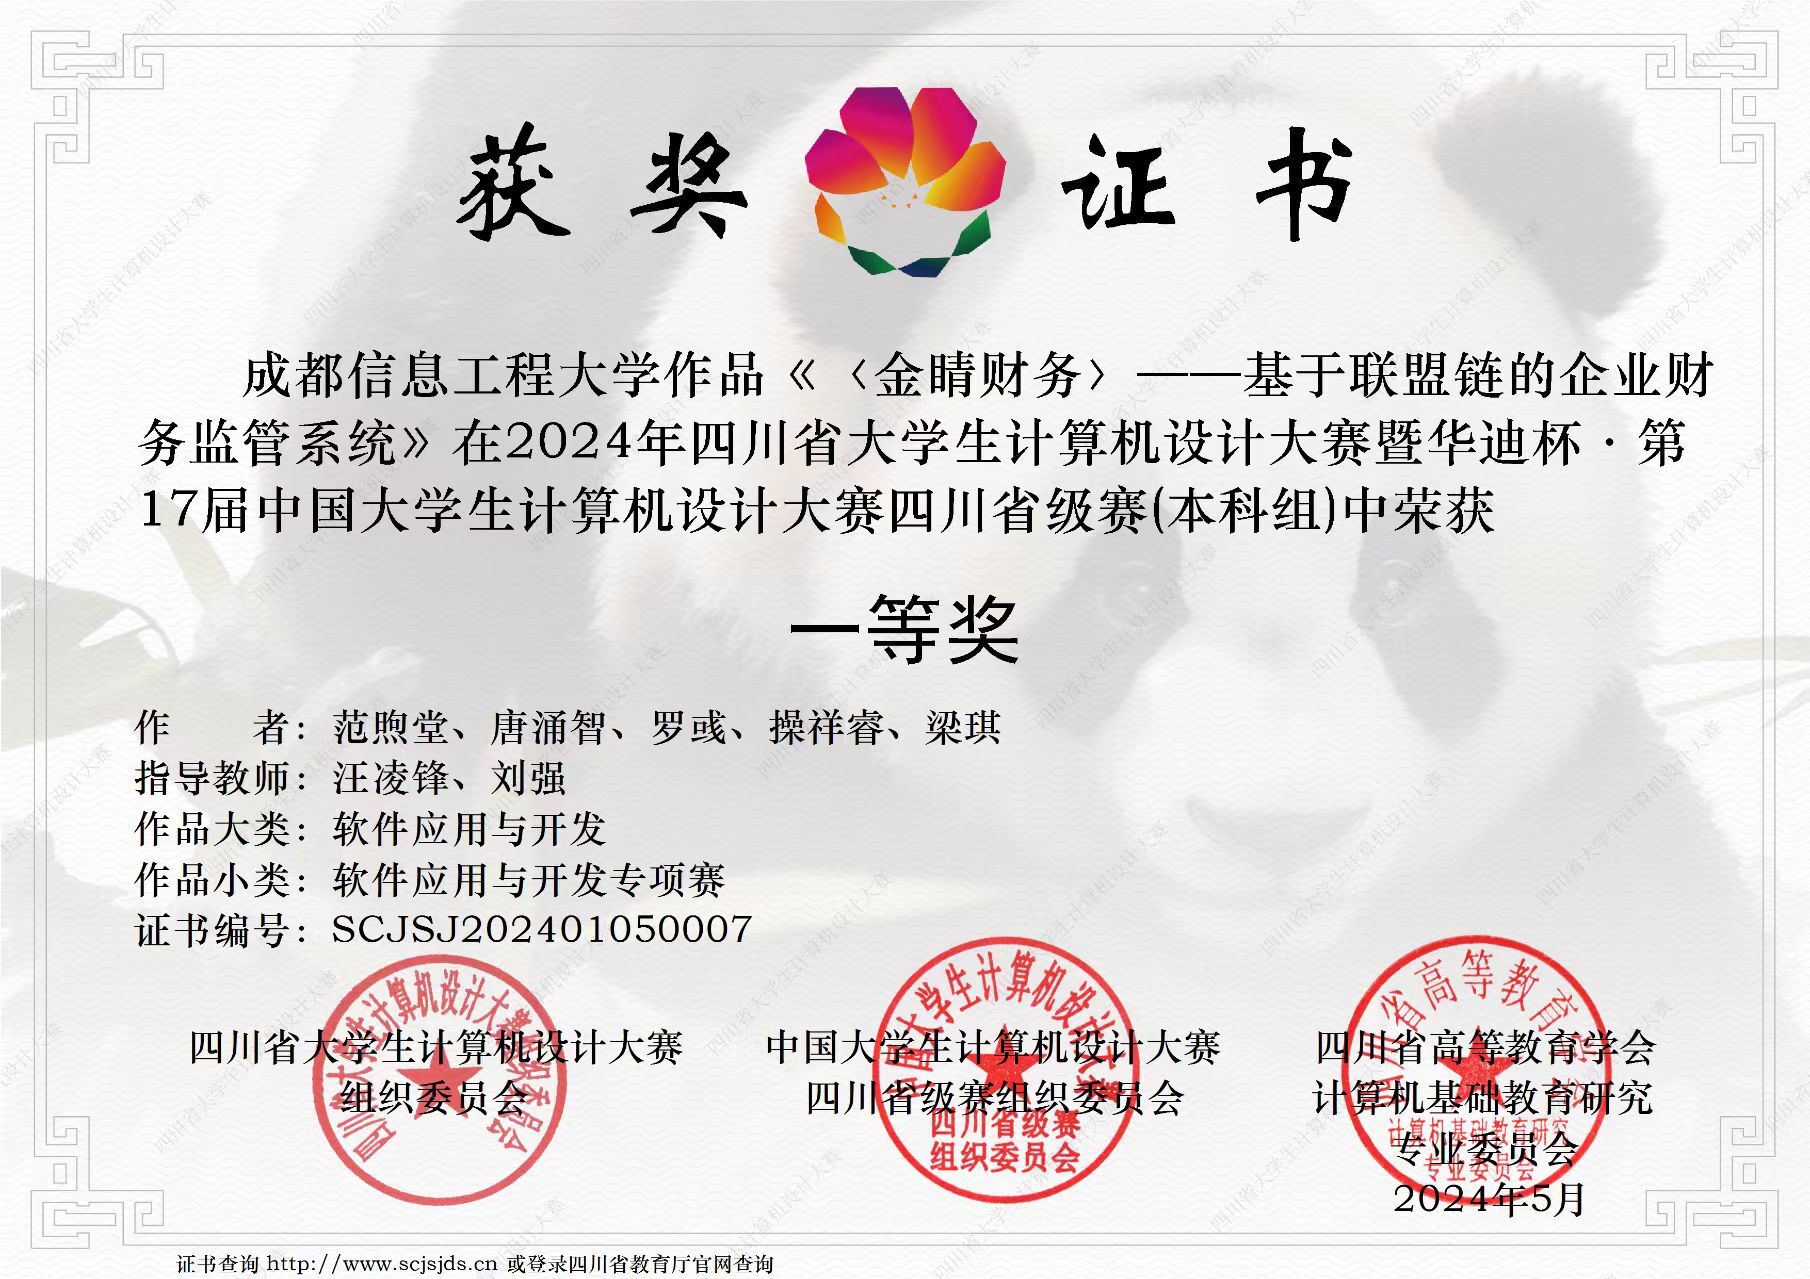 获奖证书
成都信息工程大学作品《〈金睛财务〉——基于联盟链的企业财
务监管系统》在2024年四川省大学生计算机设计大赛暨华迪杯·第
17届中国大学生计算机设计大赛四川省级赛(本科组)中荣获
一等奖
作　　者：范煦堂、唐涌智、罗彧、操祥睿、梁琪
指导教师：汪凌锋、刘强
作品大类：软件应用与开发
作品小类：软件应用与开发专项赛
证书编号：SCJSJ202401050007
四川省大学生计算机设计大赛
组织委员会
四川省大学生计算机设计大赛组织委员会
中国大学生计算机设计大赛
四川省级赛组织委员会
中国大学生计算机设计大赛
四川省级赛
组织委员会
四川省高等教育学会
计算机基础教育研究
专业委员会
2024年5月
四川省高等教育学会
计算机基础教育研究
专业委员会
证书查询 http://www.scjsjds.cn 或登录四川省教育厅官网查询
四川省大学生计算机设计大赛